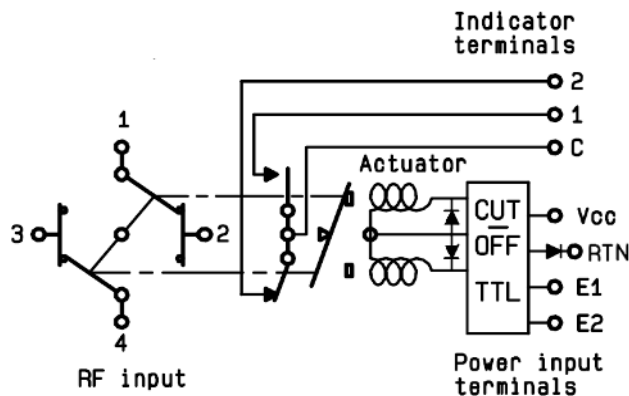 Indicator
terminals
2
1
1
C
Actuator
CUT
OFF
TTL
Vcc
3
2
RTN
E1
4
E2
RF input
Power input
terminals